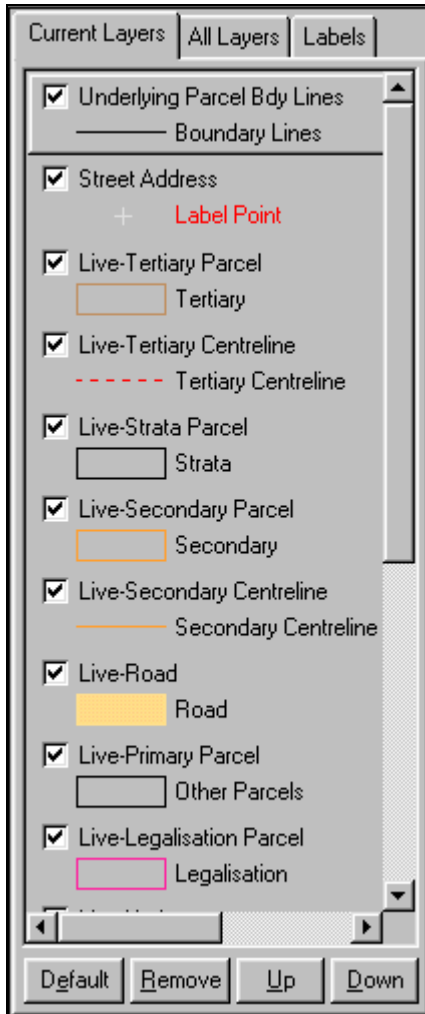 Current Layers All Layers Labels
Underlying Parcel Bdy Lines
Boundary Lines
Street Address
Label Point
Live-Tertiary Parcel
Tertiary
Live-Tertiary Centreline
Tertiary Centreline
Live-Strata Parcel
Strata
Live-Secondary Parcel
Secondary
Live-Secondary Centreline
Secondary Centreline
Live-Road
Road
Live-Primary Parcel
Other Parcels
Live-Legalisation Parcel
Legalisation
Default Remove Up Down